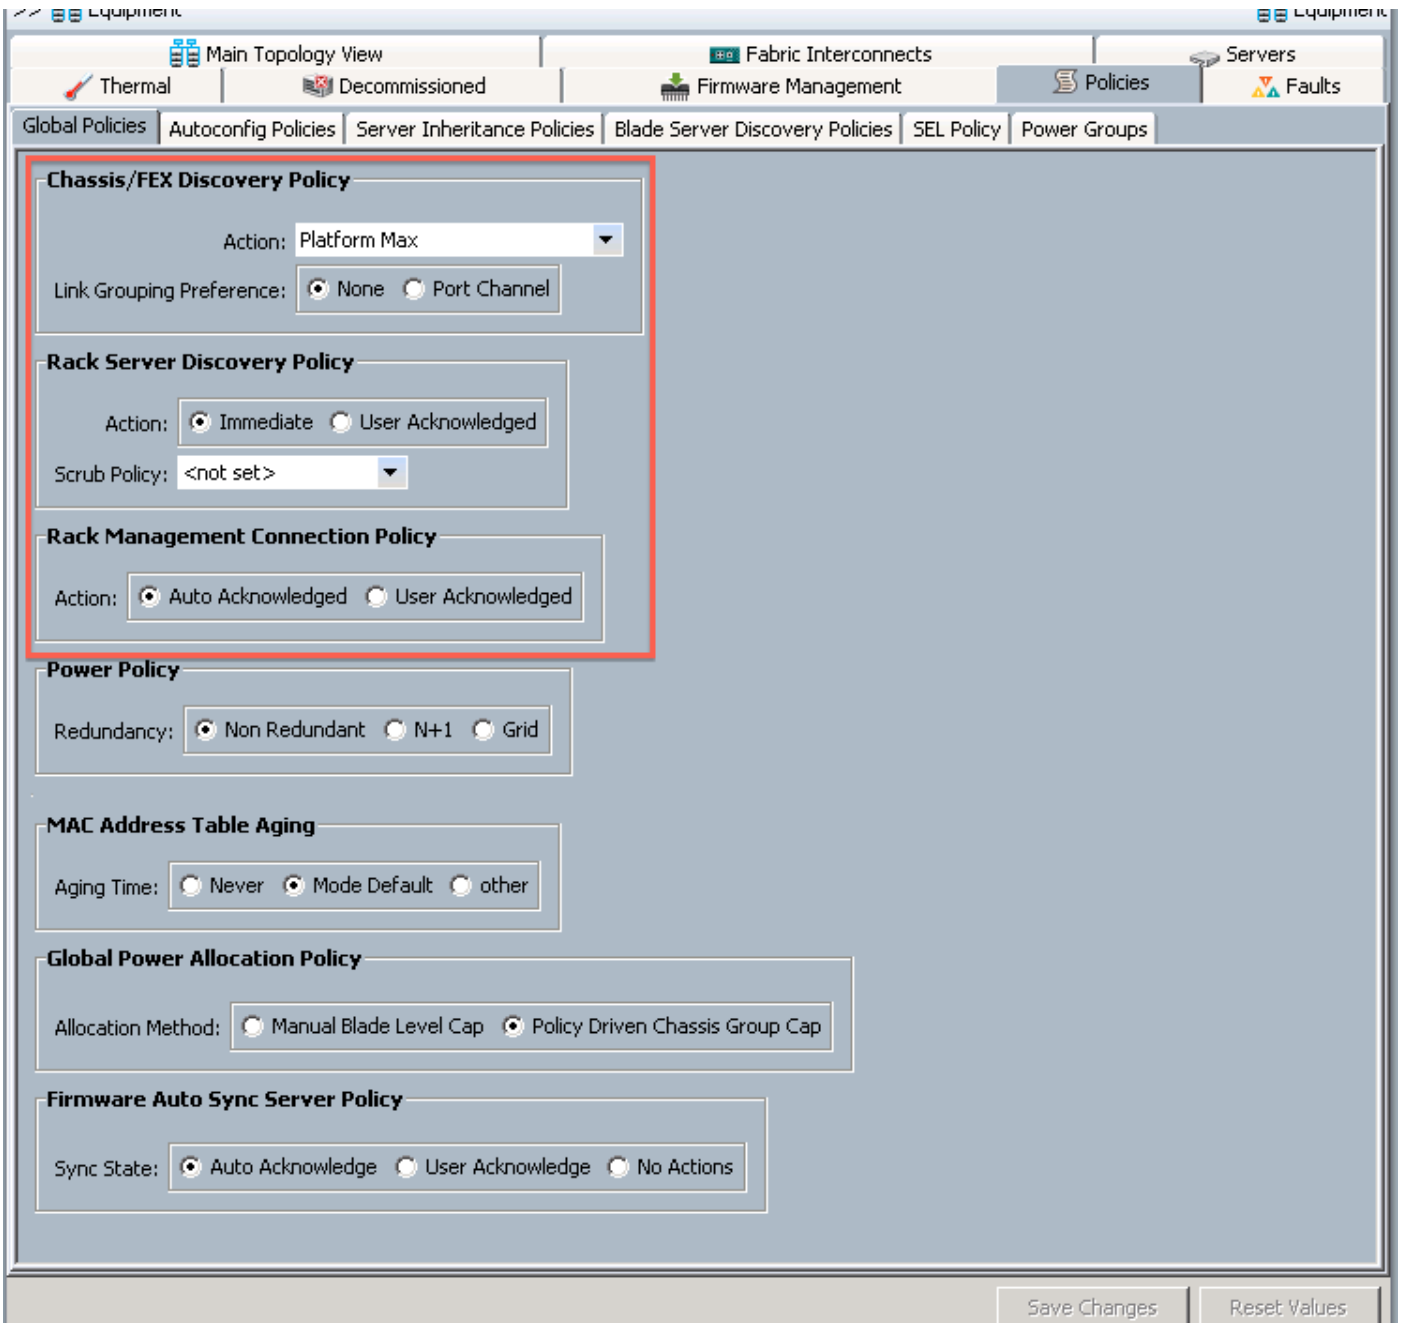 >> Equipment Equipment
Main Topology View Fabric Interconnects Servers
Thermal Decommissioned Firmware Management Policies Faults
Global Policies Autoconfig Policies Server Inheritance Policies Blade Server Discovery Policies SEL Policy Power Groups
Chassis/FEX Discovery Policy
Action: Platform Max
Link Grouping Preference: None Port Channel
Rack Server Discovery Policy
Action: Immediate User Acknowledged
Scrub Policy: <not set>
Rack Management Connection Policy
Action: Auto Acknowledged User Acknowledged
Power Policy
Redundancy: Non Redundant N+1 Grid
MAC Address Table Aging
Aging Time: Never Mode Default other
Global Power Allocation Policy
Allocation Method: Manual Blade Level Cap Policy Driven Chassis Group Cap
Firmware Auto Sync Server Policy
Sync State: Auto Acknowledge User Acknowledge No Actions
Save Changes Reset Values